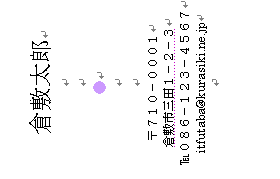 倉敷太郎
〒710-0001
倉敷市三田1-2-3
℡086-123-4567
itfutaba@kurasiki.ne.jp